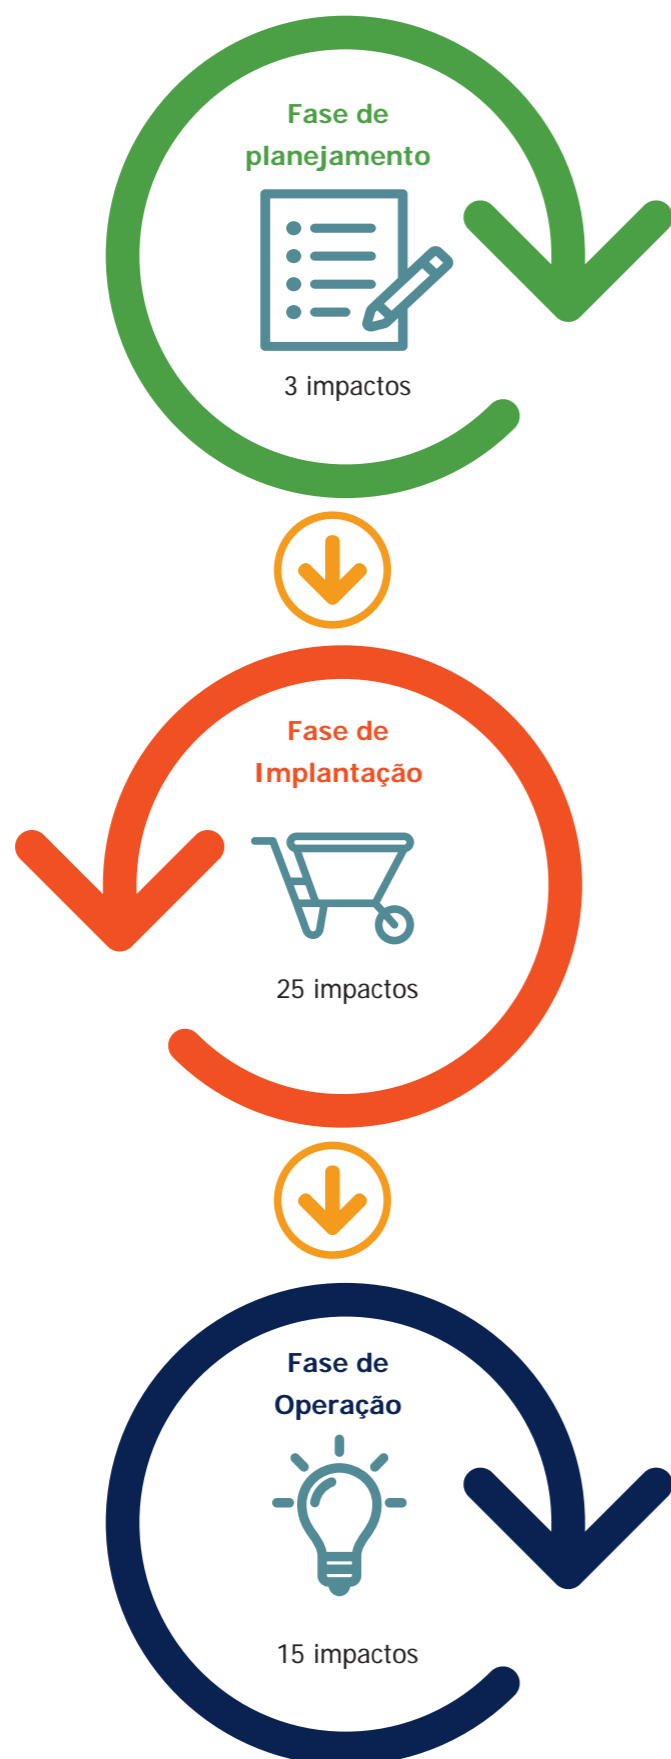 Fase de
planejamento
3 impactos
Fase de
Implantação
25 impactos
Fase de
Operação
15 impactos